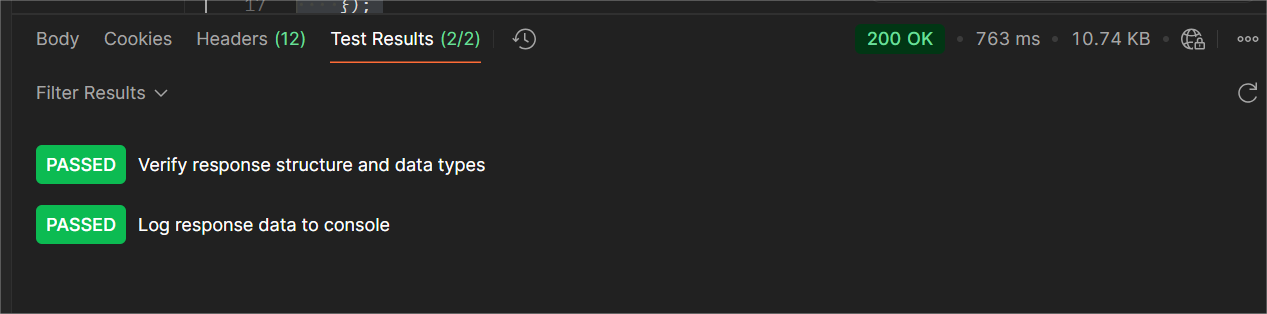 17 });
Body Cookies Headers (12) Test Results (2/2) 200 OK • 763 ms • 10.74 KB •
Filter Results
PASSED Verify response structure and data types
PASSED Log response data to console